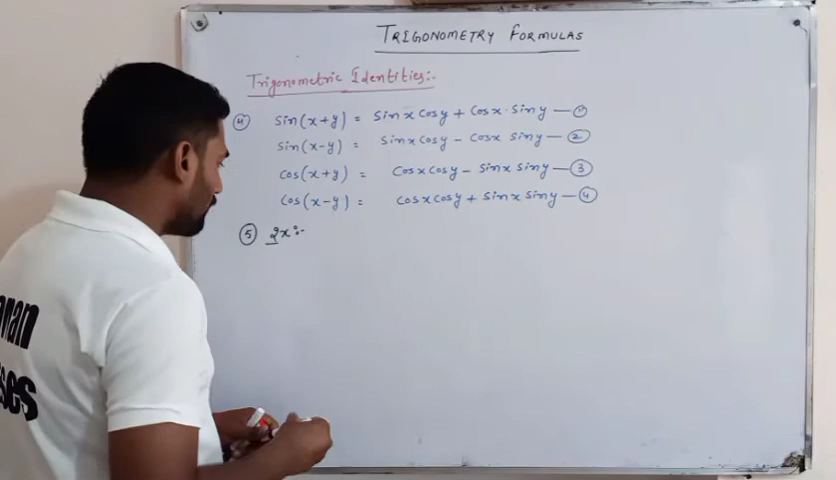 TRIGONOMETRY FORMULAS
Trigonometric Identities:-
④ sin(x+y) = sinx cosy + cosx · siny — ①
sin(x-y) = sinx cosy - cosx siny — ②
cos(x+y) = cosx cosy - sinx siny — ③
cos(x-y) = cosx cosy + sinx siny — ④
⑤ 2x:-